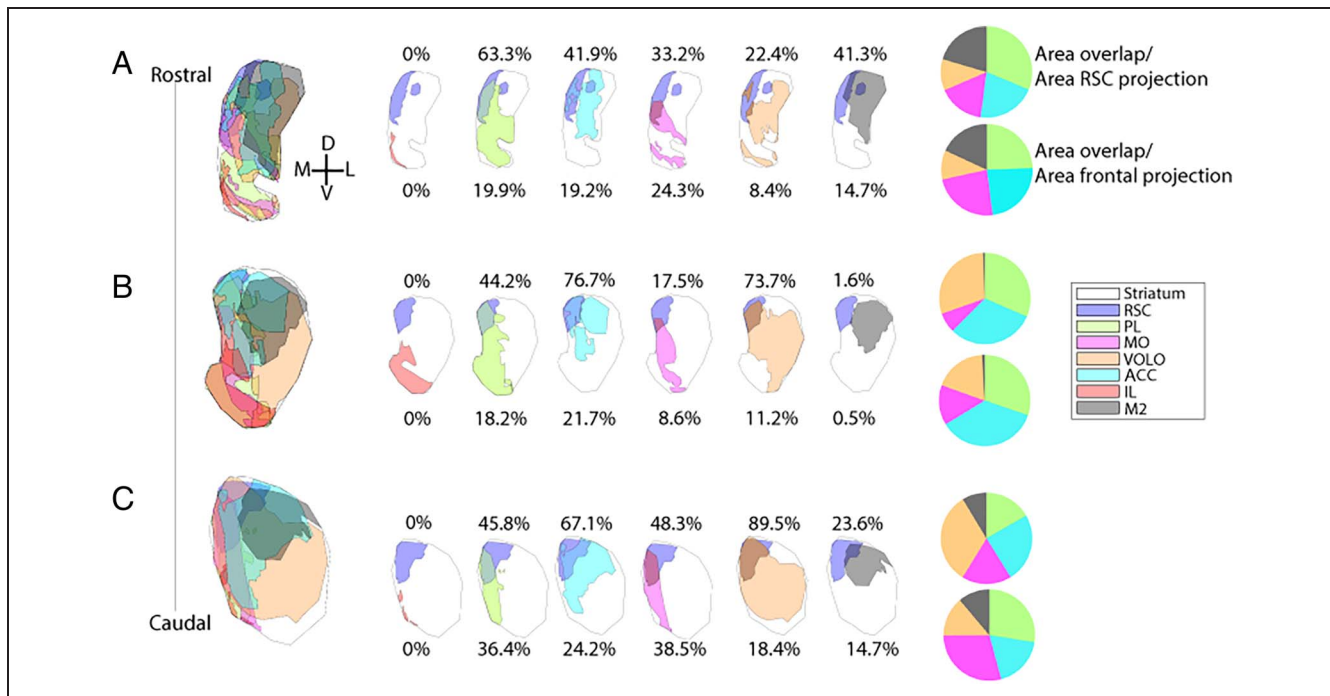 A
Rostral
D
M L
V
0% 63.3% 41.9% 33.2% 22.4% 41.3%
0% 19.9% 19.2% 24.3% 8.4% 14.7%
Area overlap/
Area RSC projection
Area overlap/
Area frontal projection
B
0% 44.2% 76.7% 17.5% 73.7% 1.6%
0% 18.2% 21.7% 8.6% 11.2% 0.5%
Striatum
RSC
PL
MO
VOLO
ACC
IL
M2
C
Caudal
0% 45.8% 67.1% 48.3% 89.5% 23.6%
0% 36.4% 24.2% 38.5% 18.4% 14.7%